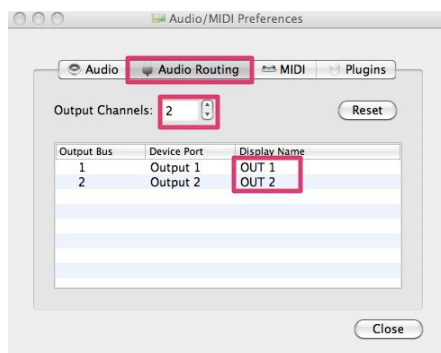 Audio/MIDI Preferences
Audio Audio Routing MIDI Plugins
Output Channels: 2 Reset
Output Bus Device Port Display Name
1 Output 1 OUT 1
2 Output 2 OUT 2
Close